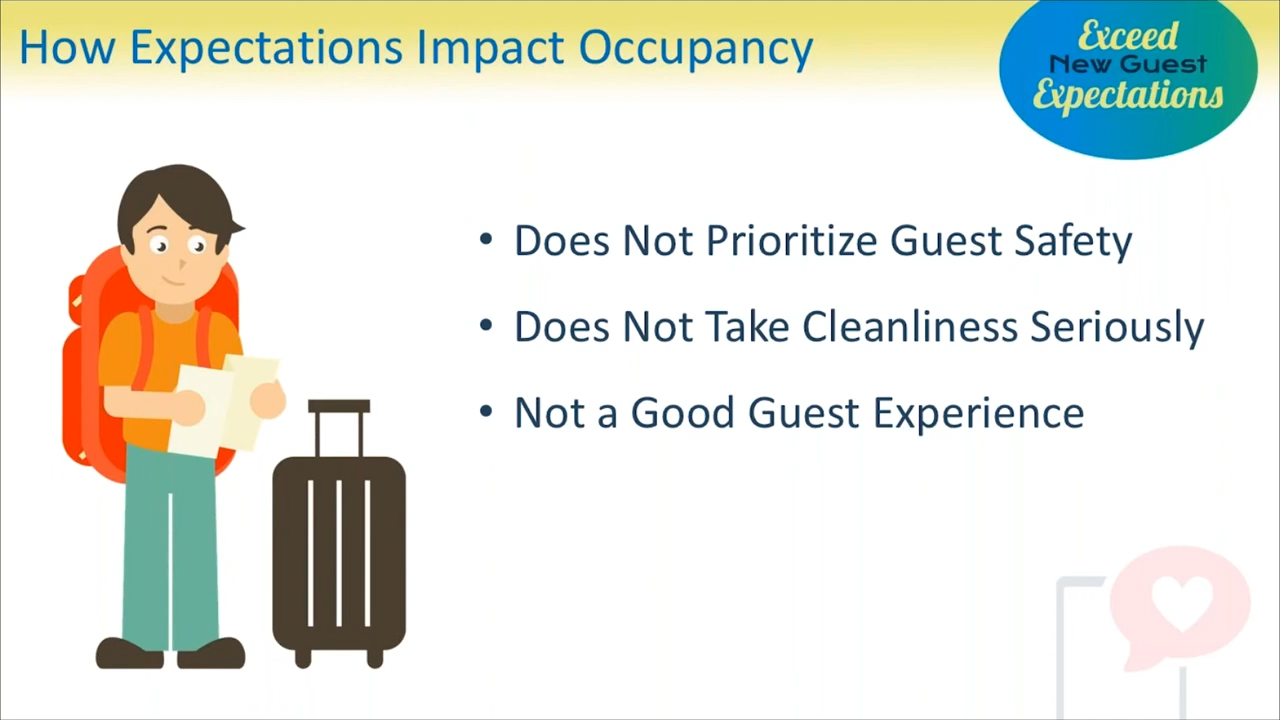 How Expectations Impact Occupancy
Exceed
New Guest
Expectations
• Does Not Prioritize Guest Safety
• Does Not Take Cleanliness Seriously
• Not a Good Guest Experience